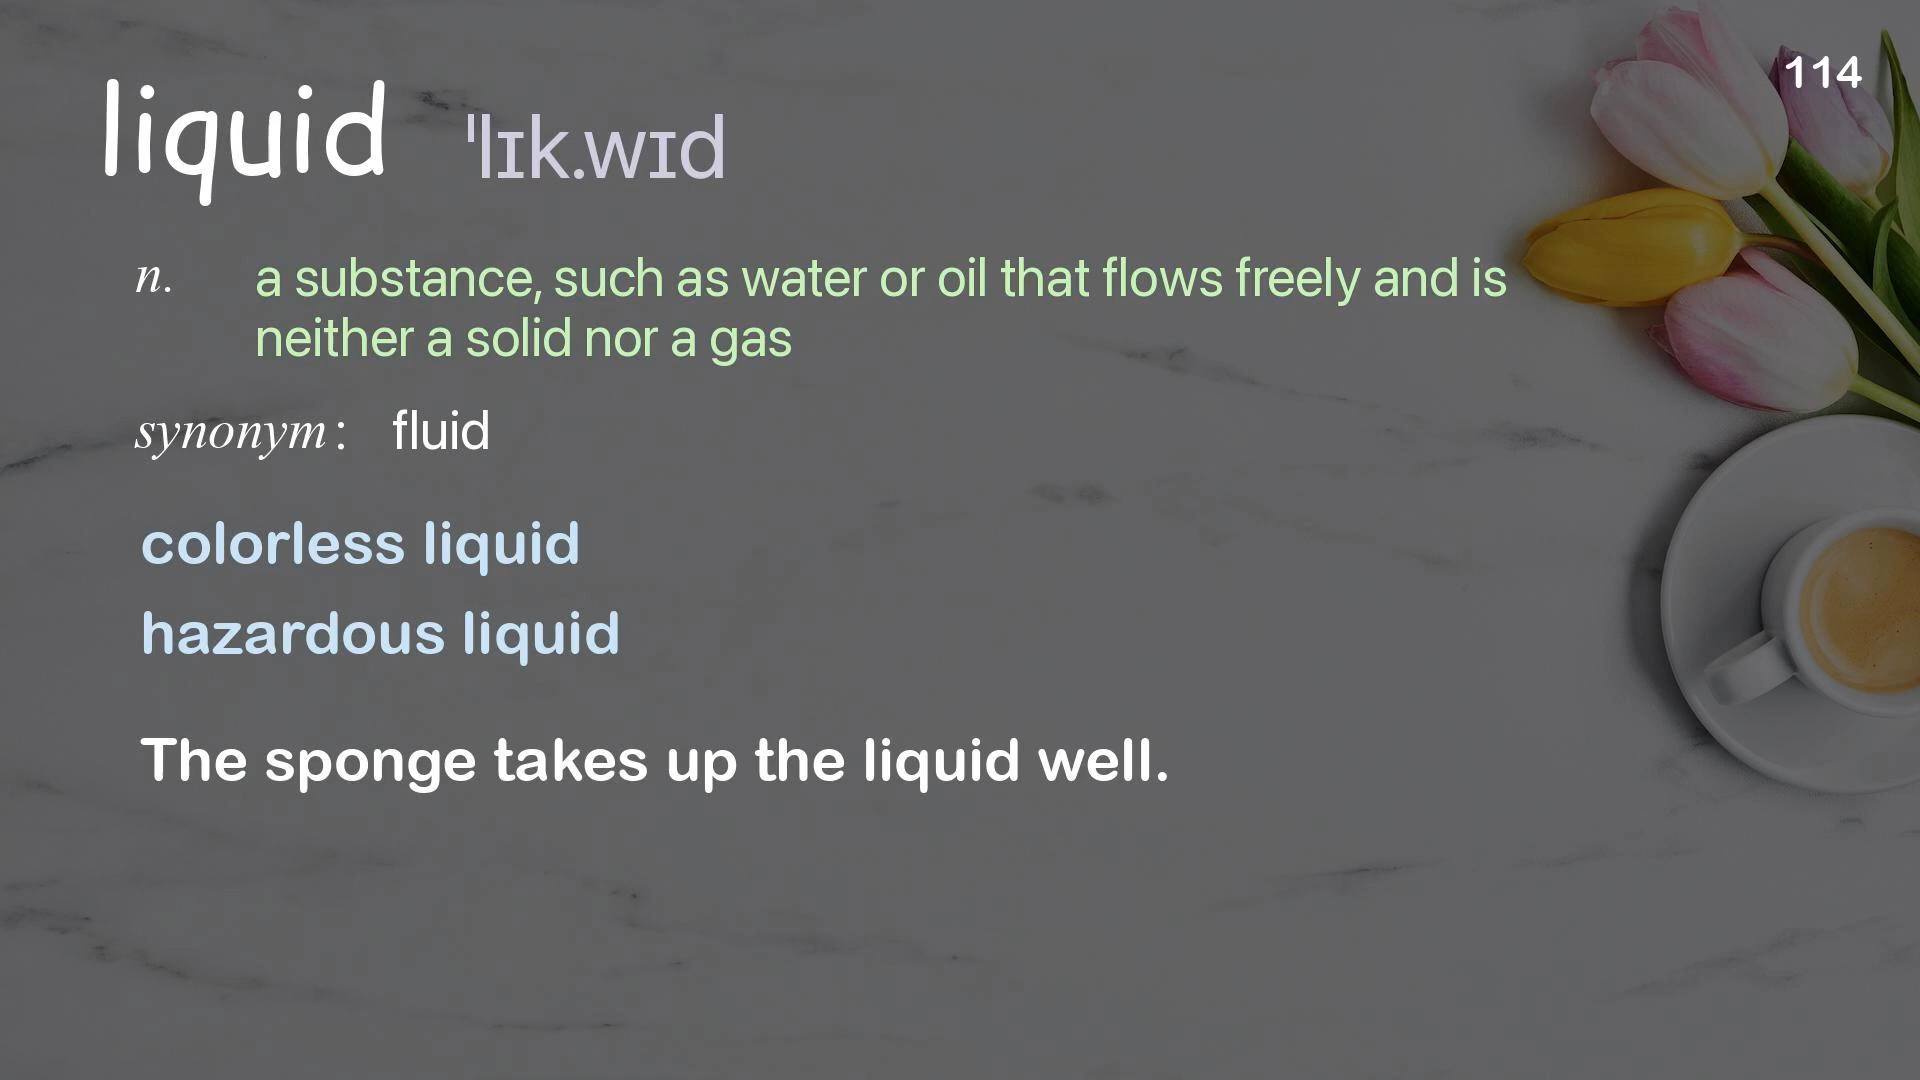 114
liquid ˈlɪk.wɪd
n. a substance, such as water or oil that flows freely and is
neither a solid nor a gas
synonym: fluid
colorless liquid
hazardous liquid
The sponge takes up the liquid well.